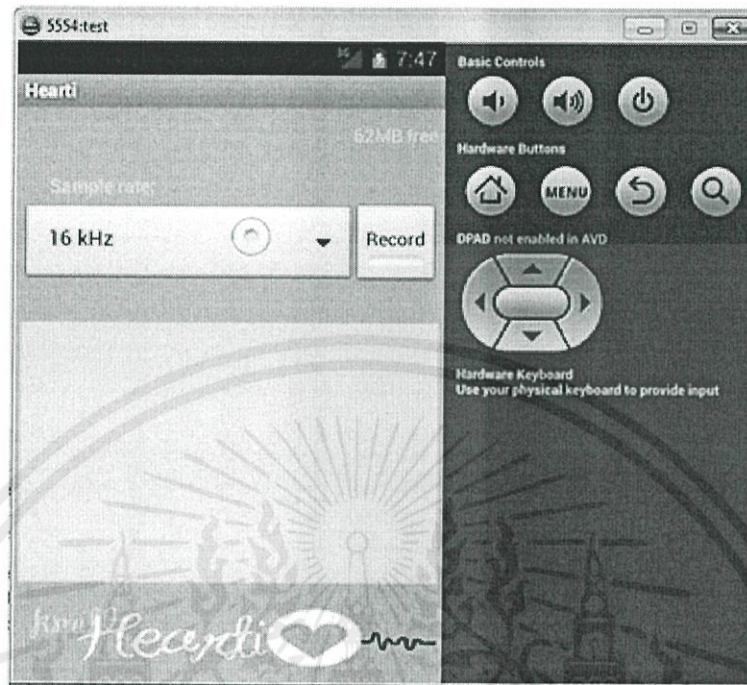 5554:test
3G 7:47
Hearti
62MB free
Sample rate:
16 kHz
Record
Hearti
Basic Controls
Hardware Buttons
MENU
DPAD not enabled in AVD
Hardware Keyboard
Use your physical keyboard to provide input